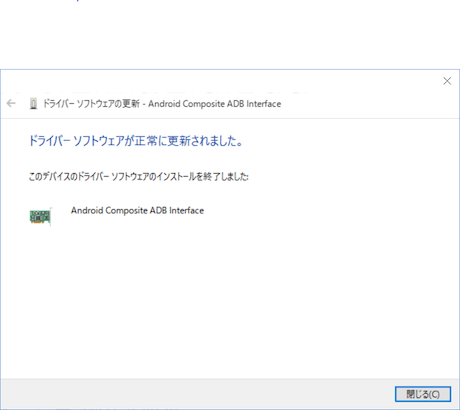 ドライバー ソフトウェアの更新 - Android Composite ADB Interface
ドライバー ソフトウェアが正常に更新されました。
このデバイスのドライバー ソフトウェアのインストールを終了しました:
Android Composite ADB Interface
閉じる(C)